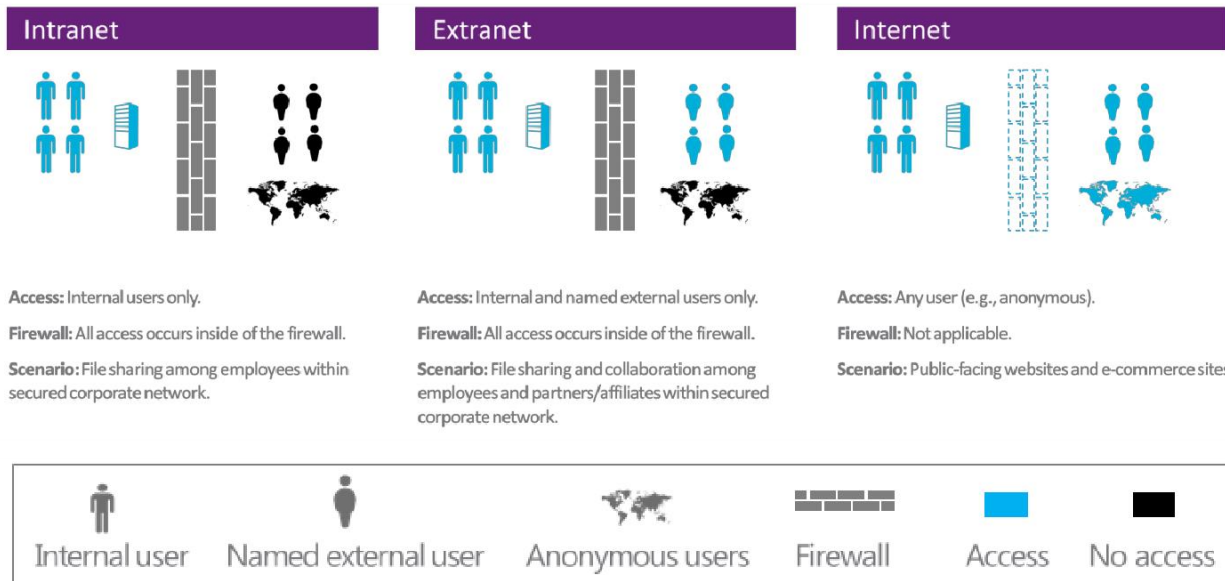 Intranet
Extranet
Internet
Access: Internal users only.
Firewall: All access occurs inside of the firewall.
Scenario: File sharing among employees within
secured corporate network.
Access: Internal and named external users only.
Firewall: All access occurs inside of the firewall.
Scenario: File sharing and collaboration among
employees and partners/affiliates within secured
corporate network.
Access: Any user (e.g., anonymous).
Firewall: Not applicable.
Scenario: Public-facing websites and e-commerce sites
Internal user
Named external user
Anonymous users
Firewall
Access
No access